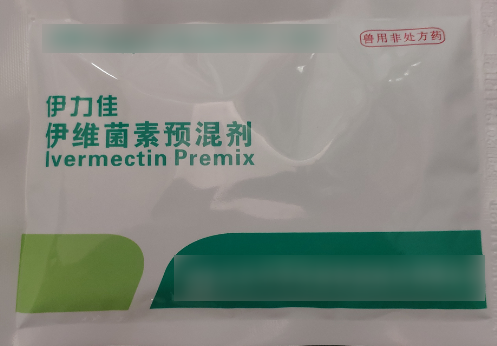 兽用非处方药
伊力佳
伊维菌素预混剂
Ivermectin Premix